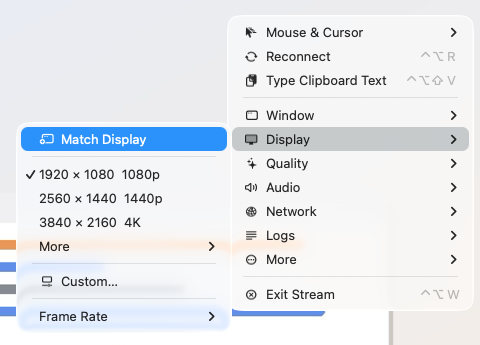 Mouse & Cursor
Reconnect ⌃⌥R
Type Clipboard Text ⌃⌥⇧V
Window
Display
Quality
Audio
Network
Logs
More
Exit Stream ⌃⌥W
Match Display
✓ 1920 × 1080 1080p
2560 × 1440 1440p
3840 × 2160 4K
More
Custom...
Frame Rate